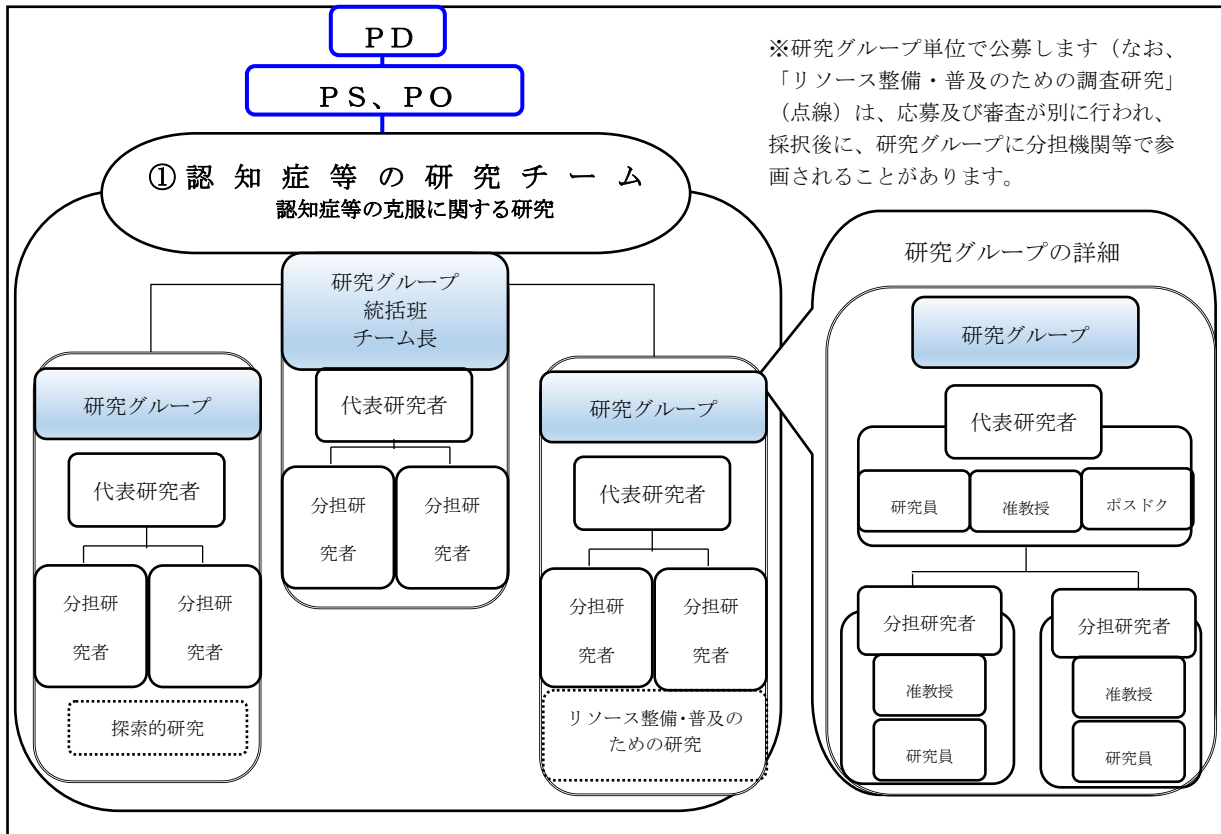 PD
PS、PO
※研究グループ単位で公募します（なお、
「リソース整備・普及のための調査研究」
（点線）は、応募及び審査が別に行われ、
採択後に、研究グループに分担機関等で参
画されることがあります。
①認知症等の研究チーム
認知症等の克服に関する研究
研究グループ
統括班
チーム長
代表研究者
分担研
究者
分担研
究者
研究グループ
代表研究者
分担研
究者
分担研
究者
探索的研究
研究グループ
代表研究者
分担研
究者
分担研
究者
リソース整備・普及の
ための研究
研究グループの詳細
研究グループ
代表研究者
研究員
准教授
ポスドク
分担研究者
准教授
研究員
分担研究者
准教授
研究員